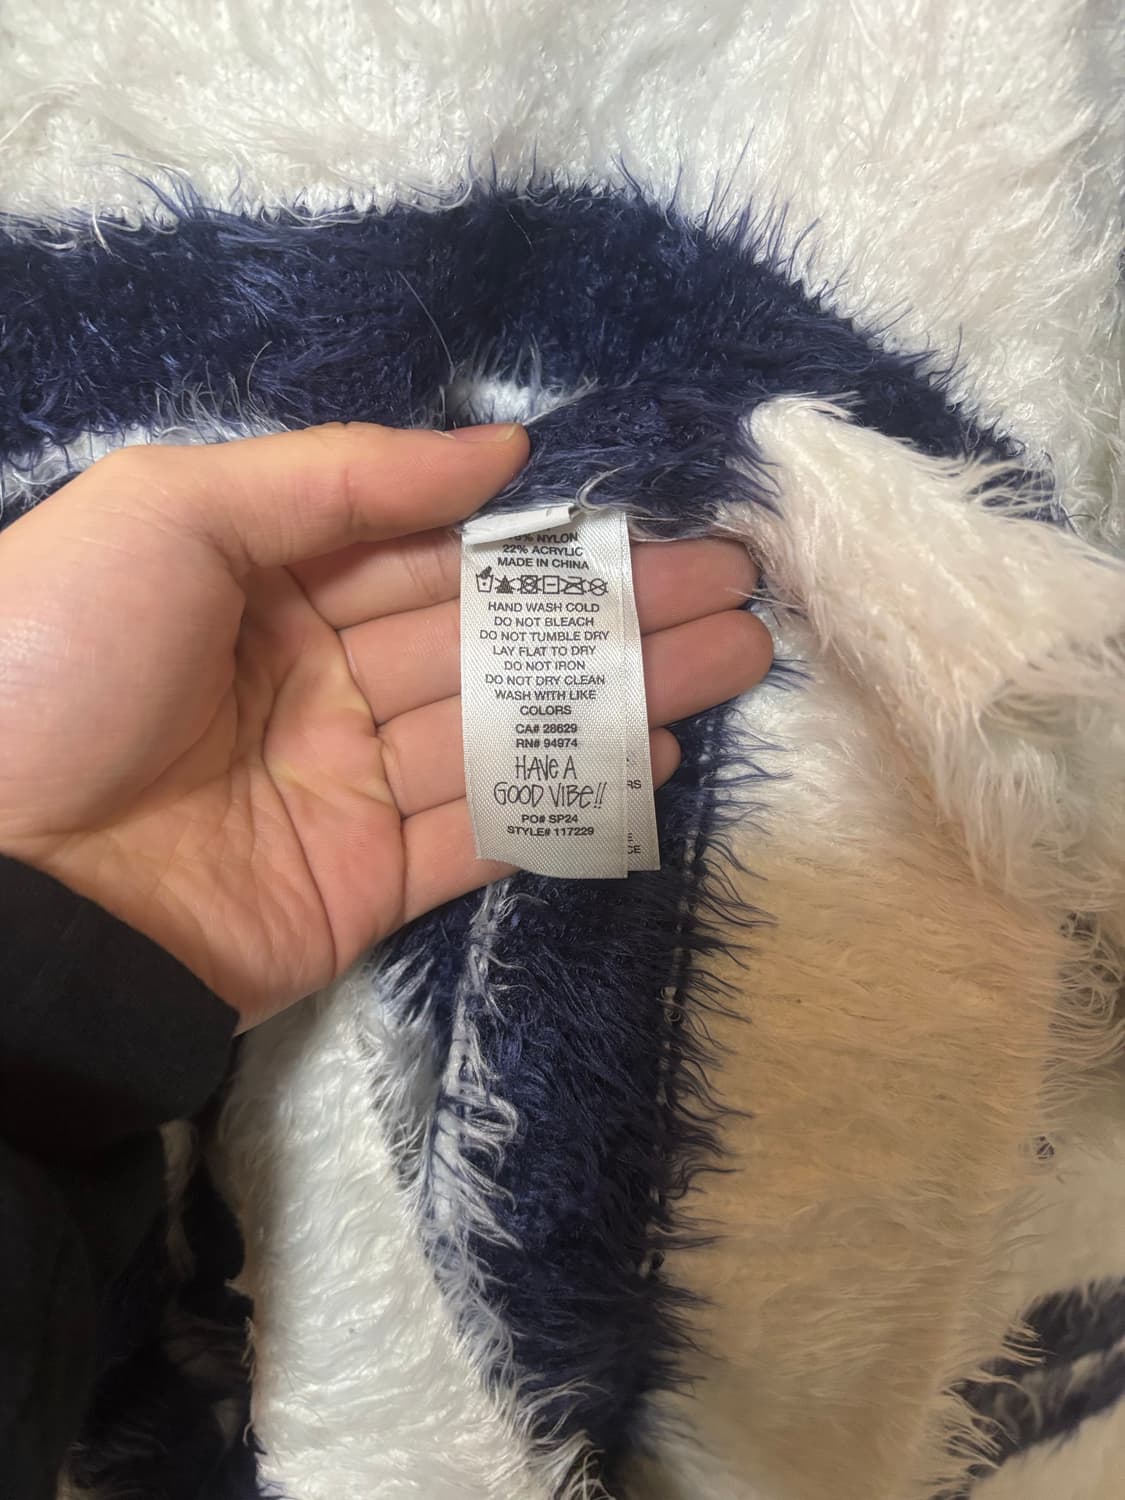 NYLON
22% ACRYLIC
MADE IN CHINA
HAND WASH COLD
DO NOT BLEACH
DO NOT TUMBLE DRY
LAY FLAT TO DRY
DO NOT IRON
DO NOT DRY CLEAN
WASH WITH LIKE
COLORS
CA# 28629
RN# 94974
HAVE A
GOOD VIBE!!
PO# SP24
STYLE# 117229
RS
E
CE